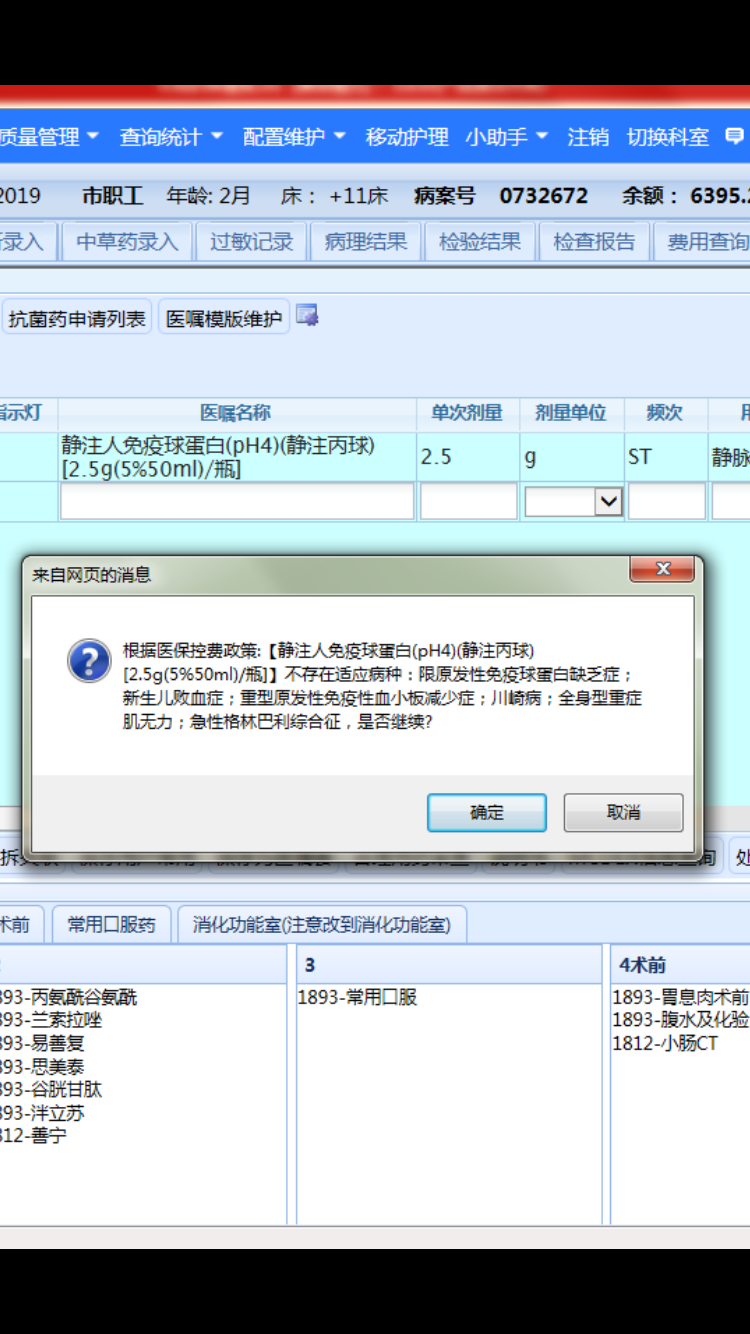 质量管理 查询统计 配置维护 移动护理 小助手 注销 切换科室
2019 市职工 年龄: 2月 床： +11床 病案号 0732672 余额： 6395.2
录入 中草药录入 过敏记录 病理结果 检验结果 检查报告 费用查询
抗菌药申请列表 医嘱模版维护
指示灯 医嘱名称 单次剂量 剂量单位 频次 用
静注人免疫球蛋白(pH4)(静注丙球)
[2.5g(5%50ml)/瓶] 2.5 g ST 静脉
来自网页的消息
根据医保控费政策:【静注人免疫球蛋白(pH4)(静注丙球)
[2.5g(5%50ml)/瓶]】不存在适应病种：限原发性免疫球蛋白缺乏症；
新生儿败血症；重型原发性免疫性血小板减少症；川崎病；全身型重症
肌无力；急性格林巴利综合征，是否继续?
确定 取消
术前 常用口服药 消化功能室(注意改到消化功能室)
3 4术前
893-丙氨酰谷氨酰 1893-常用口服 1893-胃息肉术前
893-兰索拉唑 1893-腹水及化验
893-易善复 1812-小肠CT
893-思美泰
893-谷胱甘肽
893-泮立苏
812-善宁